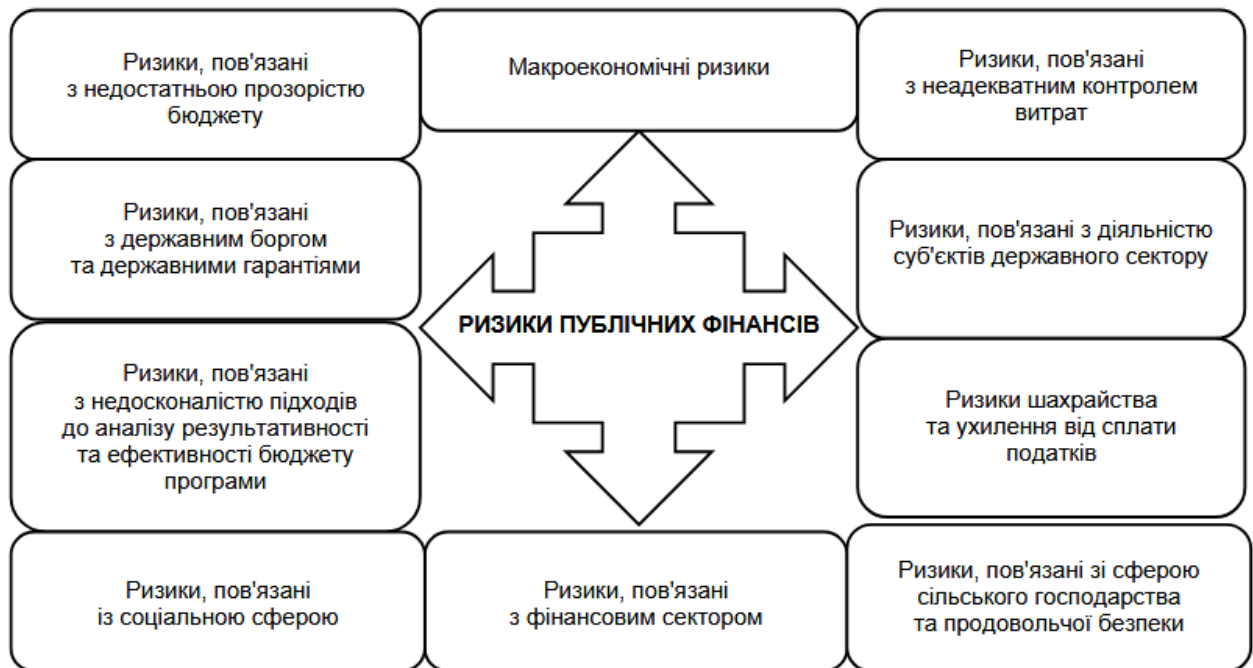 Ризики, пов'язані
з недостатньою прозорістю
бюджету
Макроекономічні ризики
Ризики, пов'язані
з неадекватним контролем
витрат
Ризики, пов'язані
з державним боргом
та державними гарантіями
Ризики, пов'язані з діяльністю
суб'єктів державного сектору
РИЗИКИ ПУБЛІЧНИХ ФІНАНСІВ
Ризики, пов'язані
з недосконалістю підходів
до аналізу результативності
та ефективності бюджету
програми
Ризики шахрайства
та ухилення від сплати
податків
Ризики, пов'язані
із соціальною сферою
Ризики, пов'язані
з фінансовим сектором
Ризики, пов'язані зі сферою
сільського господарства
та продовольчої безпеки